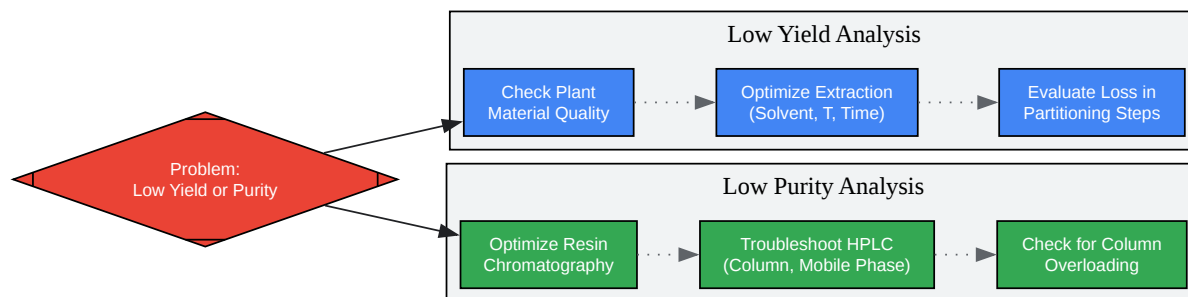 Problem:
Low Yield or Purity
Low Yield Analysis
Check Plant
Material Quality
Optimize Extraction
(Solvent, T, Time)
Evaluate Loss in
Partitioning Steps
Low Purity Analysis
Optimize Resin
Chromatography
Troubleshoot HPLC
(Column, Mobile Phase)
Check for Column
Overloading